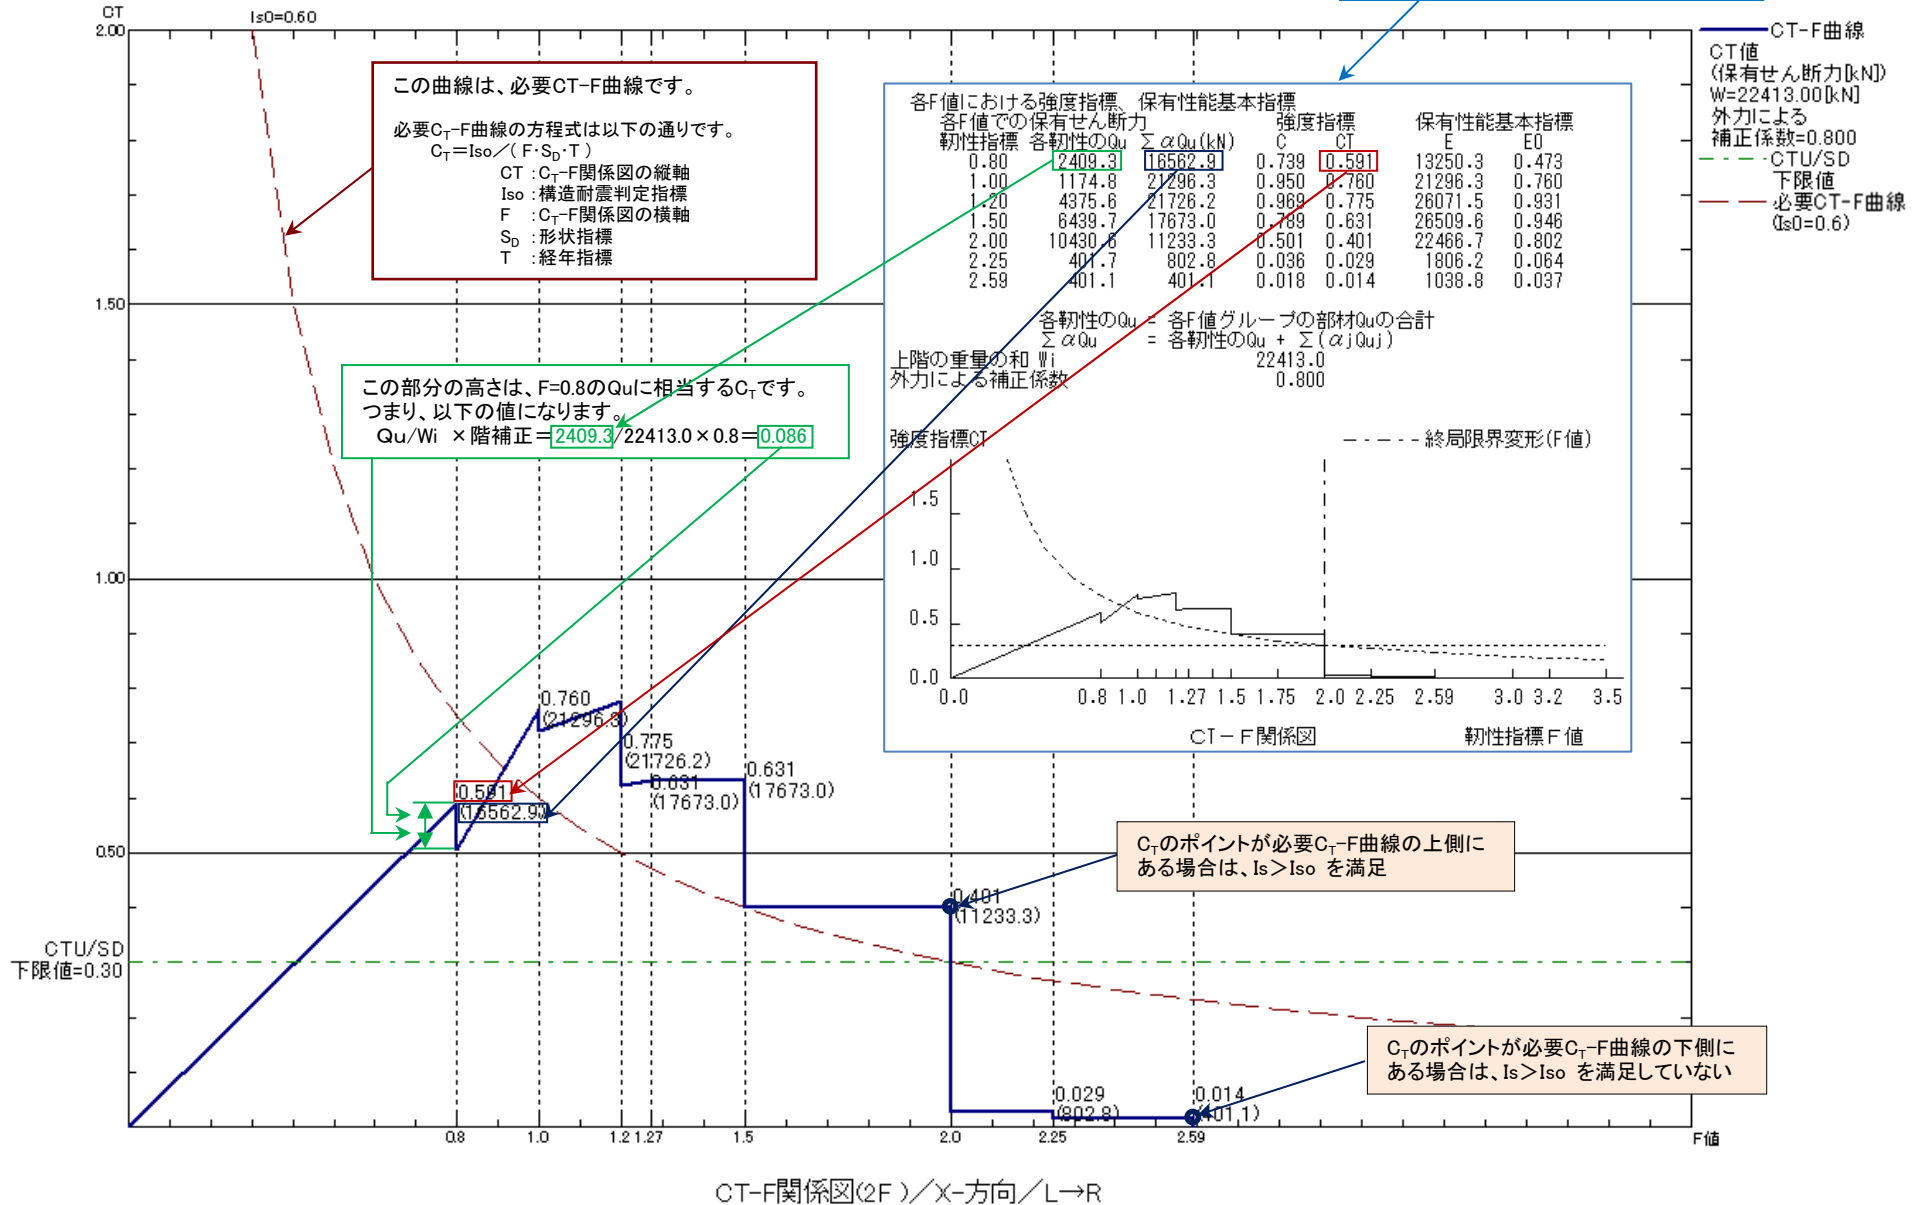 CT
Is0=0.60
2.00
1.50
1.00
0.50
CTU/SD
下限値=0.30
この曲線は、必要CT-F曲線です。
必要CT-F曲線の方程式は以下の通りです。
CT=Iso/( F·SD·T )
CT : CT-F関係図の縦軸
Iso : 構造耐震判定指標
F : CT-F関係図の横軸
SD : 形状指標
T : 経年指標
この部分の高さは、F=0.8のQuに相当するCTです。
つまり、以下の値になります。
Qu/Wi ×階補正=2409.3/22413.0×0.8=0.086
各F値における強度指標、保有性能基本指標
各F値での保有せん断力 強度指標 保有性能基本指標
靭性指標 各靭性のQu ΣαQu(kN) C CT E E0
0.80 2409.3 16562.9 0.739 0.591 13250.3 0.473
1.00 1174.8 21296.3 0.950 0.760 21296.3 0.760
1.20 4375.6 21726.2 0.969 0.775 26071.5 0.931
1.50 6439.7 17673.0 0.789 0.631 26509.6 0.946
2.00 10430.6 11233.3 0.501 0.401 22466.7 0.802
2.25 401.7 802.8 0.036 0.029 1806.2 0.064
2.59 401.1 401.1 0.018 0.014 1038.8 0.037
各靭性のQu = 各F値グループの部材Quの合計
ΣαQu = 各靭性のQu + Σ(αjQuj)
上階の重量の和 Wi 22413.0
外力による補正係数 0.800
強度指標CT
終局限界変形(F値)
1.5
1.0
0.5
0.0
0.0 0.8 1.0 1.27 1.5 1.75 2.0 2.25 2.59 3.0 3.2 3.5
CT-F関係図 靭性指標F値
CT-F曲線
CT値
(保有せん断力[kN])
W=22413.00[kN]
外力による
補正係数=0.800
CTU/SD
下限値
必要CT-F曲線
(Is0=0.6)
0.591
(16562.9)
0.760
(21296.3)
0.775
(21726.2)
0.631
(17673.0)
0.631
(17673.0)
0.401
(11233.3)
0.029
(802.8)
0.014
(401.1)
CTのポイントが必要CT-F曲線の上側に
ある場合は、Is>Iso を満足
CTのポイントが必要CT-F曲線の下側に
ある場合は、Is>Iso を満足していない
0.8 1.0 1.2 1.27 1.5 2.0 2.25 2.59 F値
CT-F関係図(2F )/X-方向/L→R